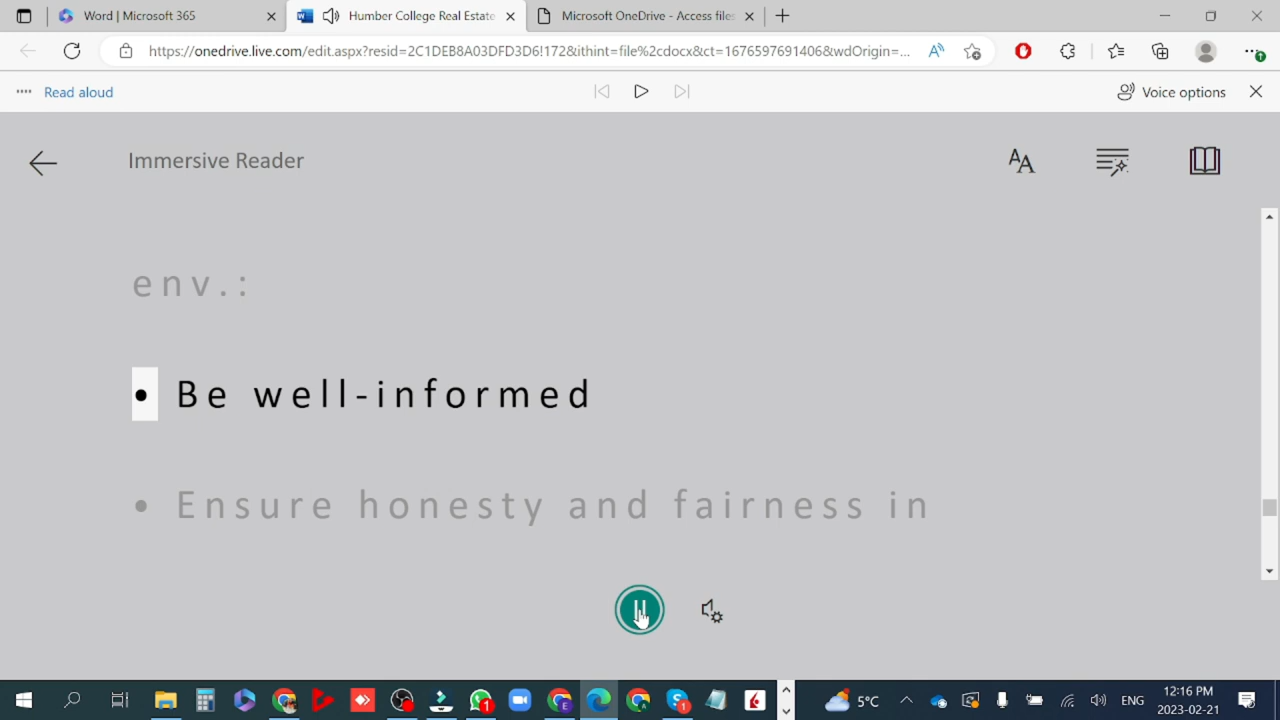 Word | Microsoft 365
Humber College Real Estate
Microsoft OneDrive - Access files
https://onedrive.live.com/edit.aspx?resid=2C1DEB8A03DFD3D6!172&ithint=file%2cdocx&ct=1676597691406&wdOrigin=...
Read aloud
Voice options
Immersive Reader
env.:
• Be well-informed
• Ensure honesty and fairness in
5°C
ENG
12:16 PM
2023-02-21